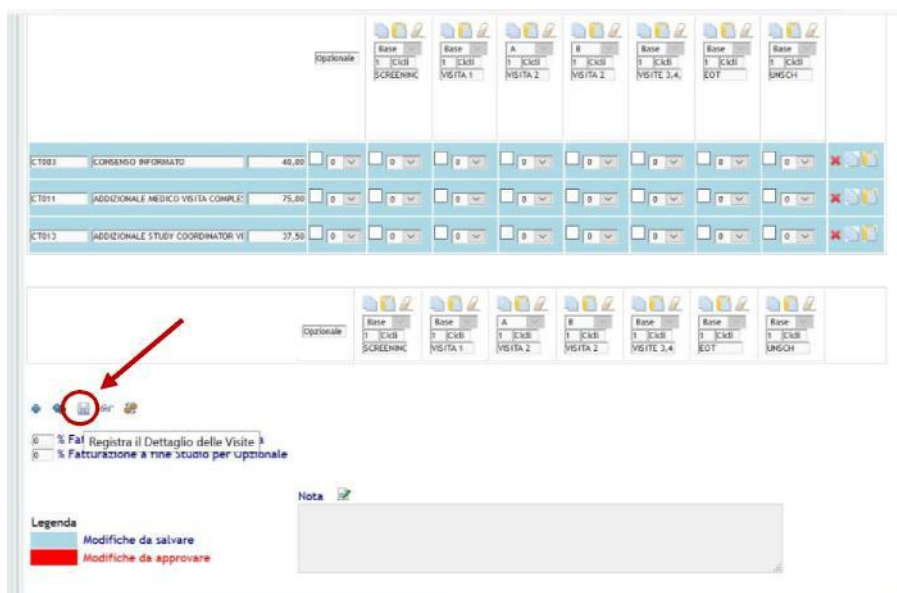 Opzionale Base Base A B Base Base Base
1 Cicli 1 Cicli 1 Cicli 1 Cicli 1 Cicli 1 Cicli 1 Cicli
SCREENINC VISITA 1 VISITA 2 VISITA 2 VISITE 3,4, EOT UNSCH
CT003 CONSENSO INFORMATO 40,00 0 0 0 0 0 0 0 0
CT011 ADDIZIONALE MEDICO VISITA COMPLE: 75,00 0 0 0 0 0 0 0 0
CT013 ADDIZIONALE STUDY COORDINATOR VI 37,50 0 0 0 0 0 0 0 0
Opzionale Base Base A B Base Base Base
1 Cicli 1 Cicli 1 Cicli 1 Cicli 1 Cicli 1 Cicli 1 Cicli
SCREENINC VISITA 1 VISITA 2 VISITA 2 VISITE 3,4 EOT UNSCH
0 % Fat
Registra il Dettaglio delle Visite
0 % Fatturazione a fine Studio per Opzionale
Nota
Legenda
Modifiche da salvare
Modifiche da approvare